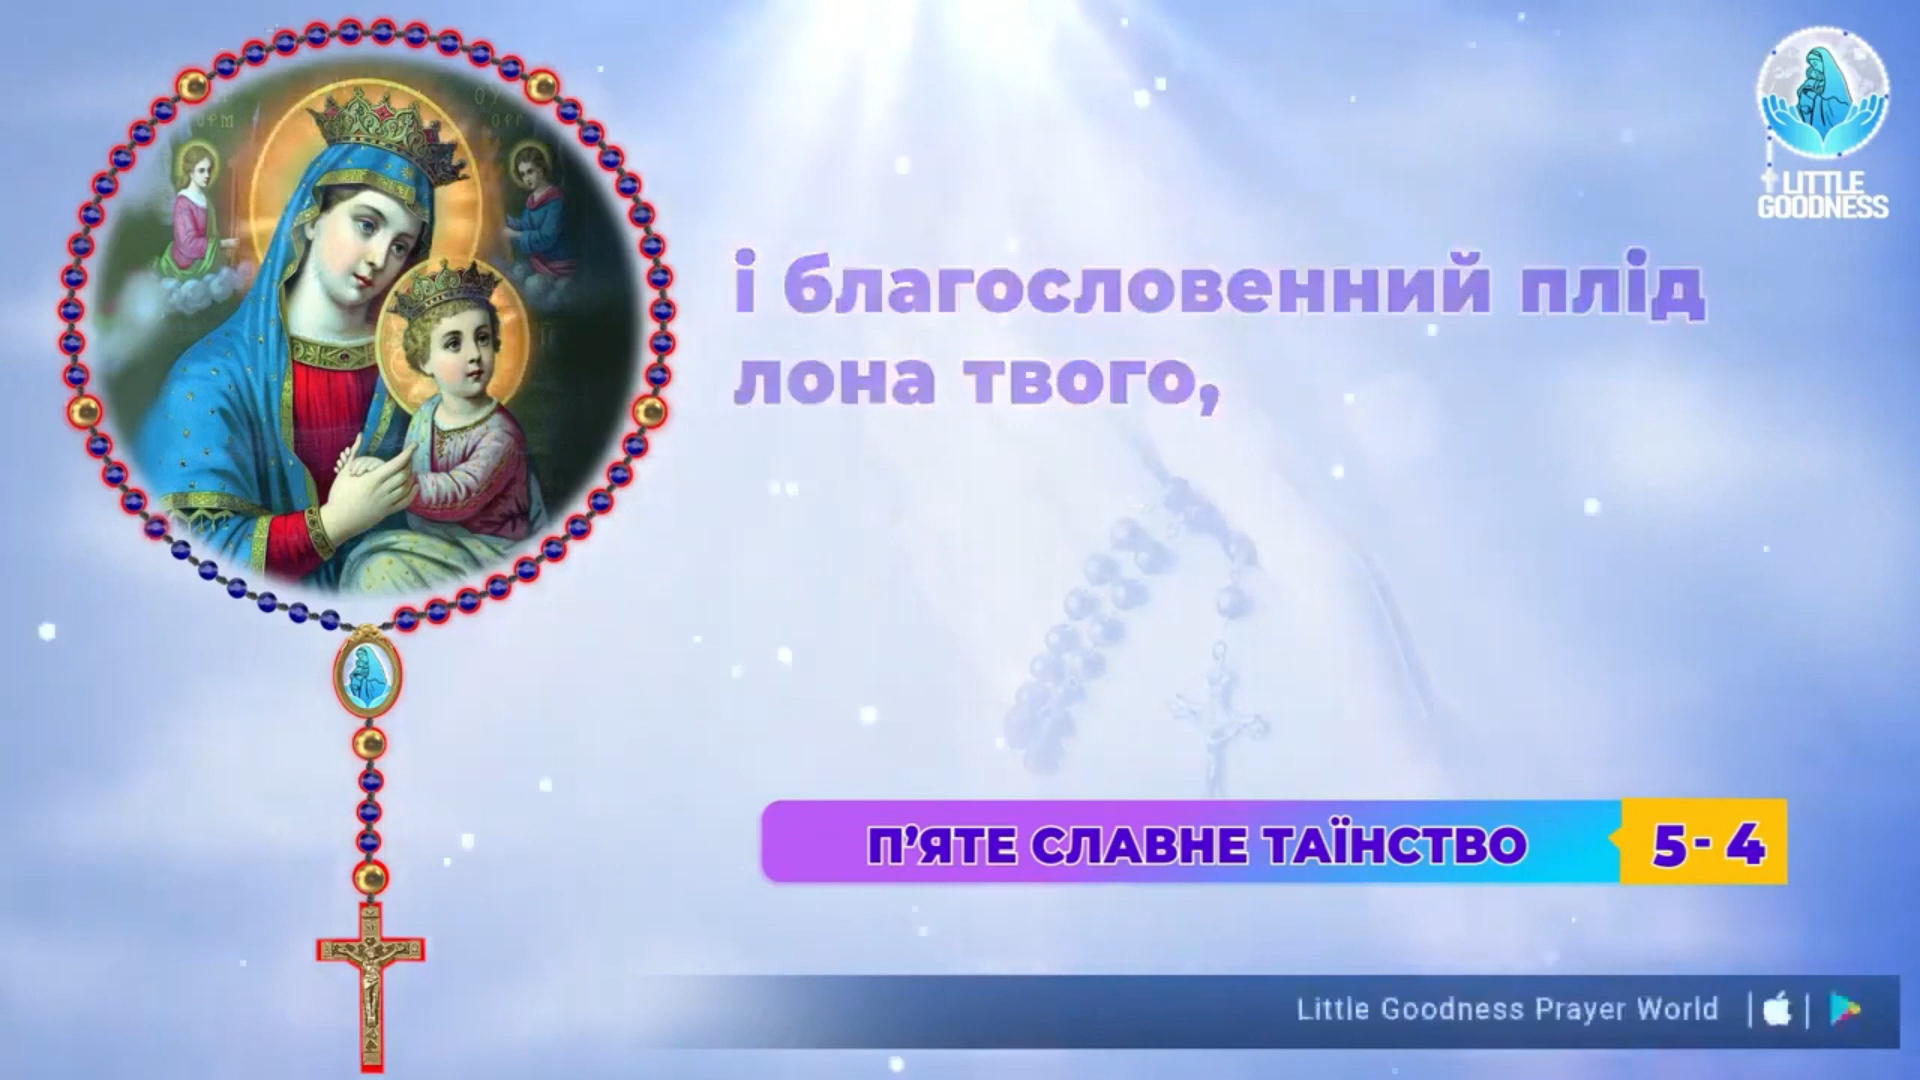 LITTLE
GOODNESS
і благословенний плід
лона твого,
П’ЯТЕ СЛАВНЕ ТАЇНСТВО
5 - 4
Little Goodness Prayer World